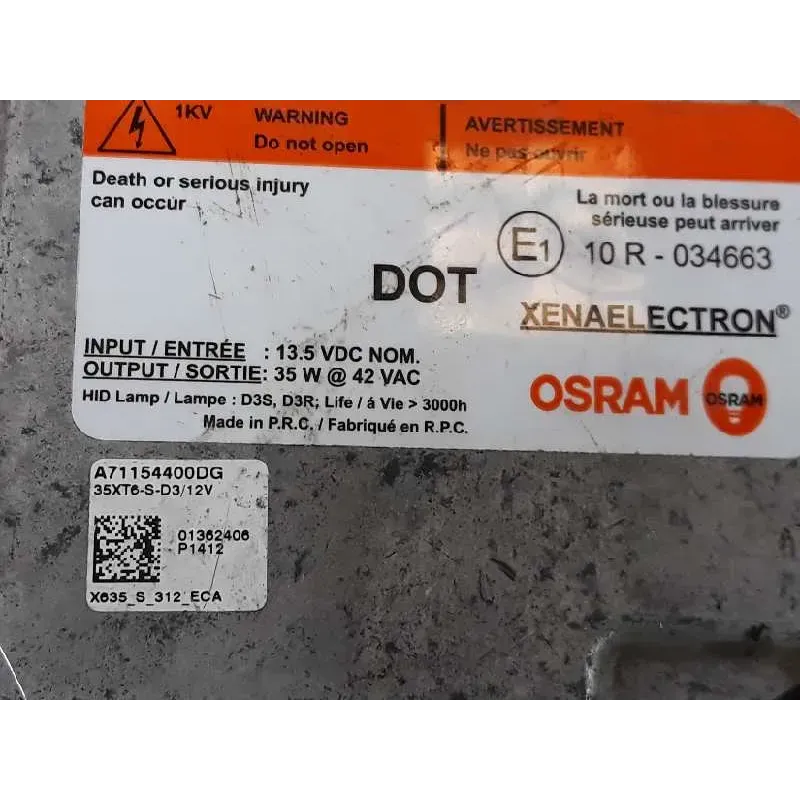 1KV
WARNING
Do not open
AVERTISSEMENT
Ne pas ouvrir
Death or serious injury
can occur
La mort ou la blessure
sérieuse peut arriver
E1
10 R - 034663
DOT
XENAELECTRON®
INPUT / ENTRÉE : 13.5 VDC NOM.
OUTPUT / SORTIE: 35 W @ 42 VAC
HID Lamp / Lampe : D3S, D3R; Life / á Vie > 3000h
Made in P.R.C. / Fabriqué en R.P.C.
OSRAM
OSRAM
A71154400DG
35XT6-S-D3/12V
01362406
P1412
X635_S_312_ECA